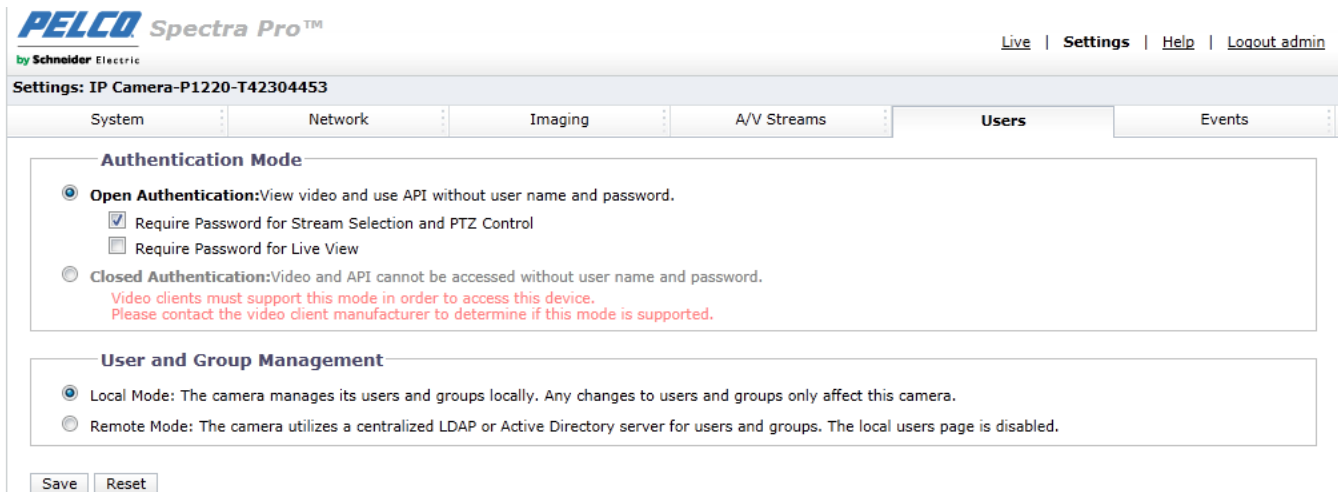 PELCO Spectra Pro™
by Schneider Electric
Live | Settings | Help | Logout admin
Settings: IP Camera-P1220-T42304453
System Network Imaging A/V Streams Users Events
Authentication Mode
Open Authentication:View video and use API without user name and password.
Require Password for Stream Selection and PTZ Control
Require Password for Live View
Closed Authentication:Video and API cannot be accessed without user name and password.
Video clients must support this mode in order to access this device.
Please contact the video client manufacturer to determine if this mode is supported.
User and Group Management
Local Mode: The camera manages its users and groups locally. Any changes to users and groups only affect this camera.
Remote Mode: The camera utilizes a centralized LDAP or Active Directory server for users and groups. The local users page is disabled.
Save Reset